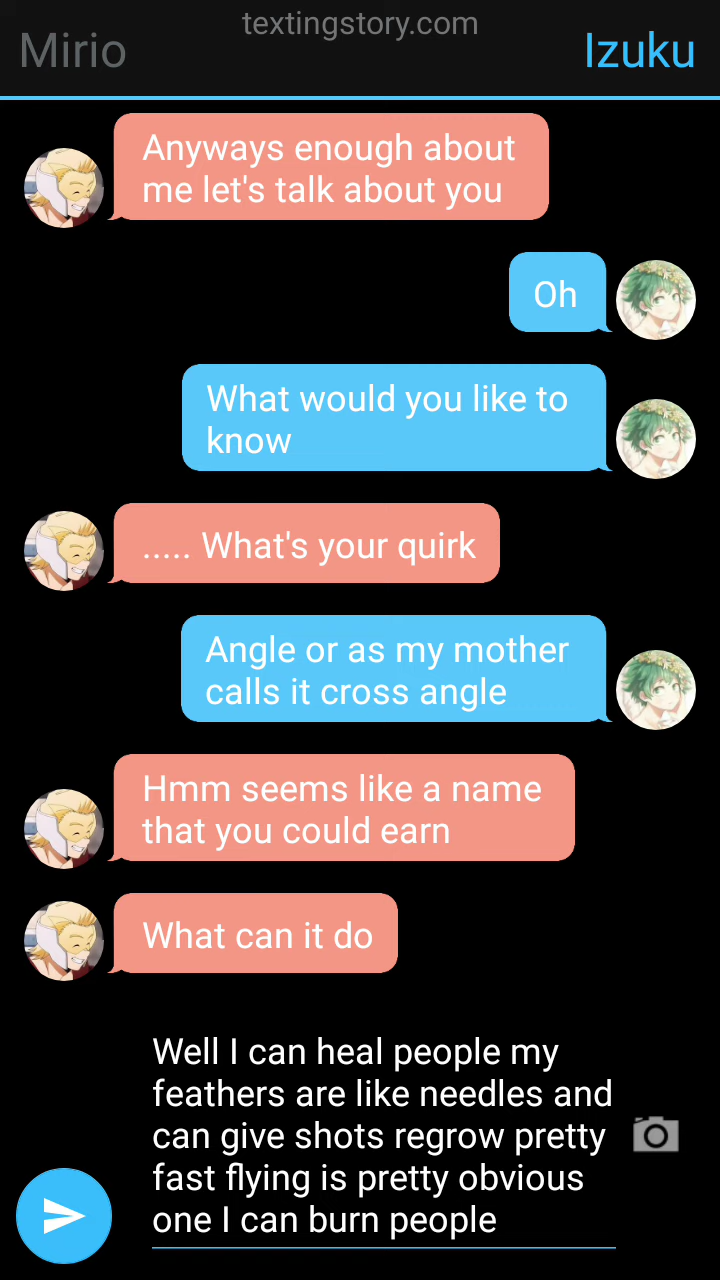 textingstory.com
Mirio
Izuku
Anyways enough about
me let's talk about you
Oh
What would you like to
know
..... What's your quirk
Angle or as my mother
calls it cross angle
Hmm seems like a name
that you could earn
What can it do
Well I can heal people my
feathers are like needles and
can give shots regrow pretty
fast flying is pretty obvious
one I can burn people